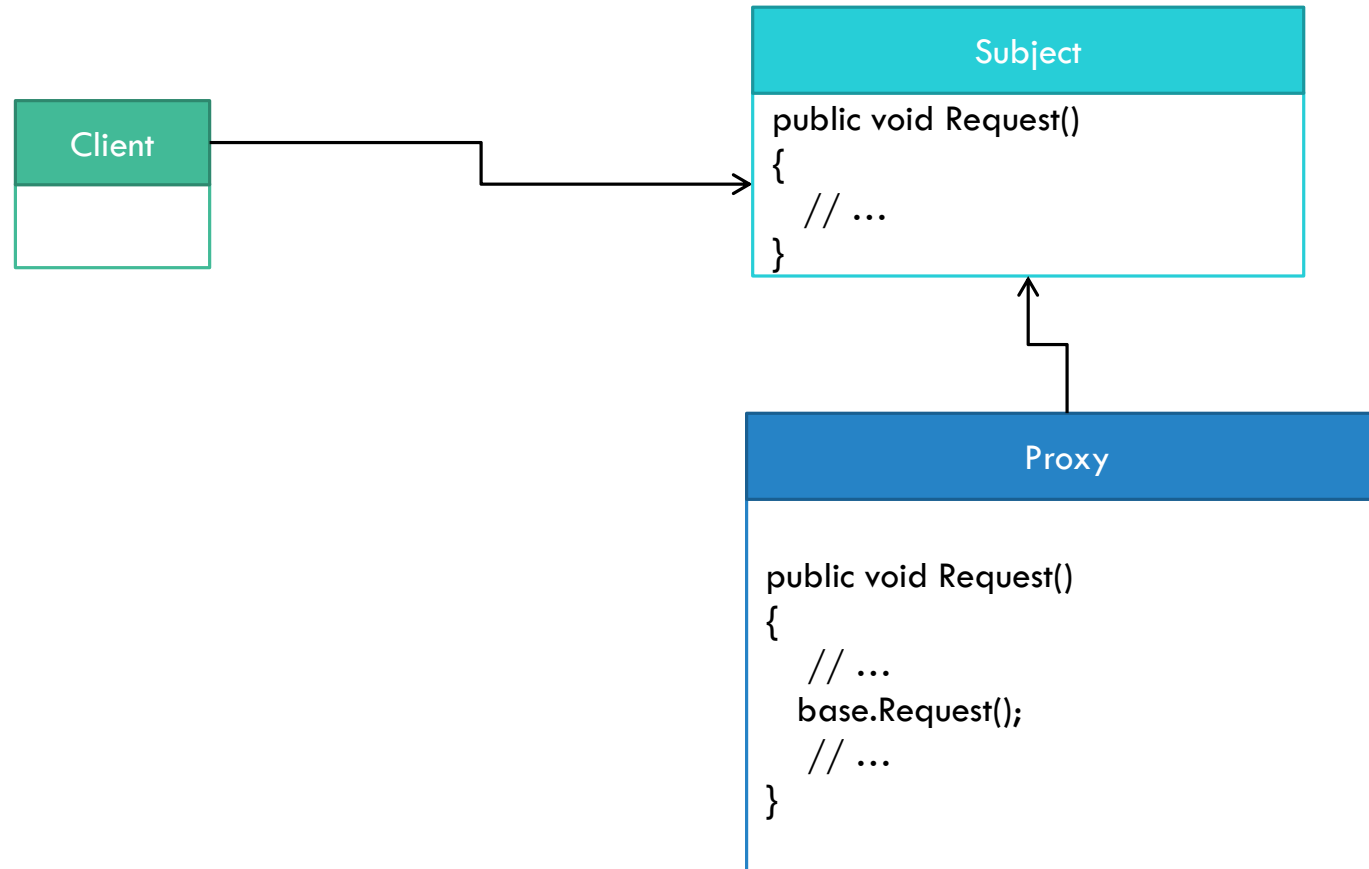 Client
Subject
public void Request()
{
// ...
}
Proxy
public void Request()
{
// ...
base.Request();
// ...
}